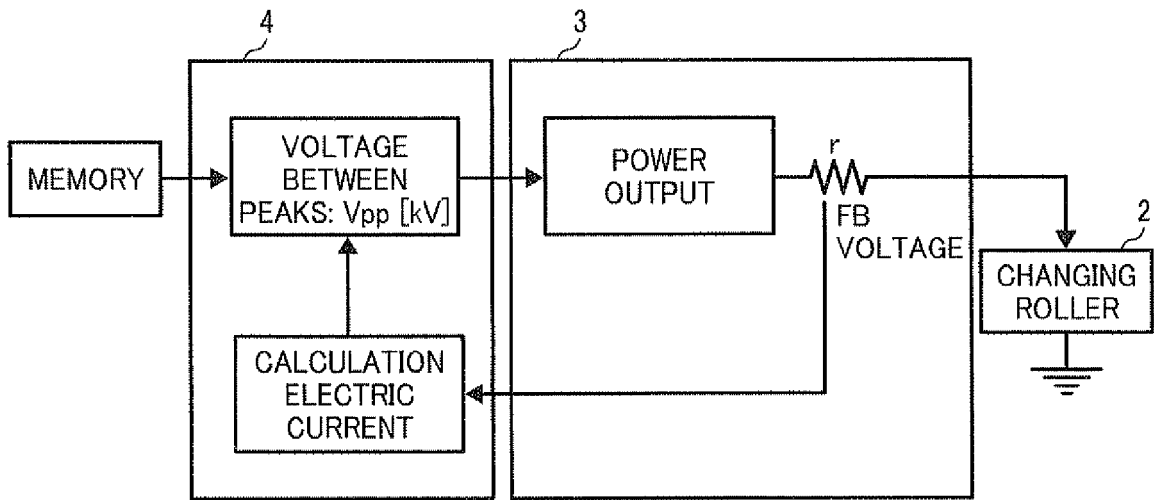 4
3
MEMORY
VOLTAGE
BETWEEN
PEAKS: Vpp [kV]
POWER
OUTPUT
r
FB
VOLTAGE
2
CHANGING
ROLLER
CALCULATION
ELECTRIC
CURRENT